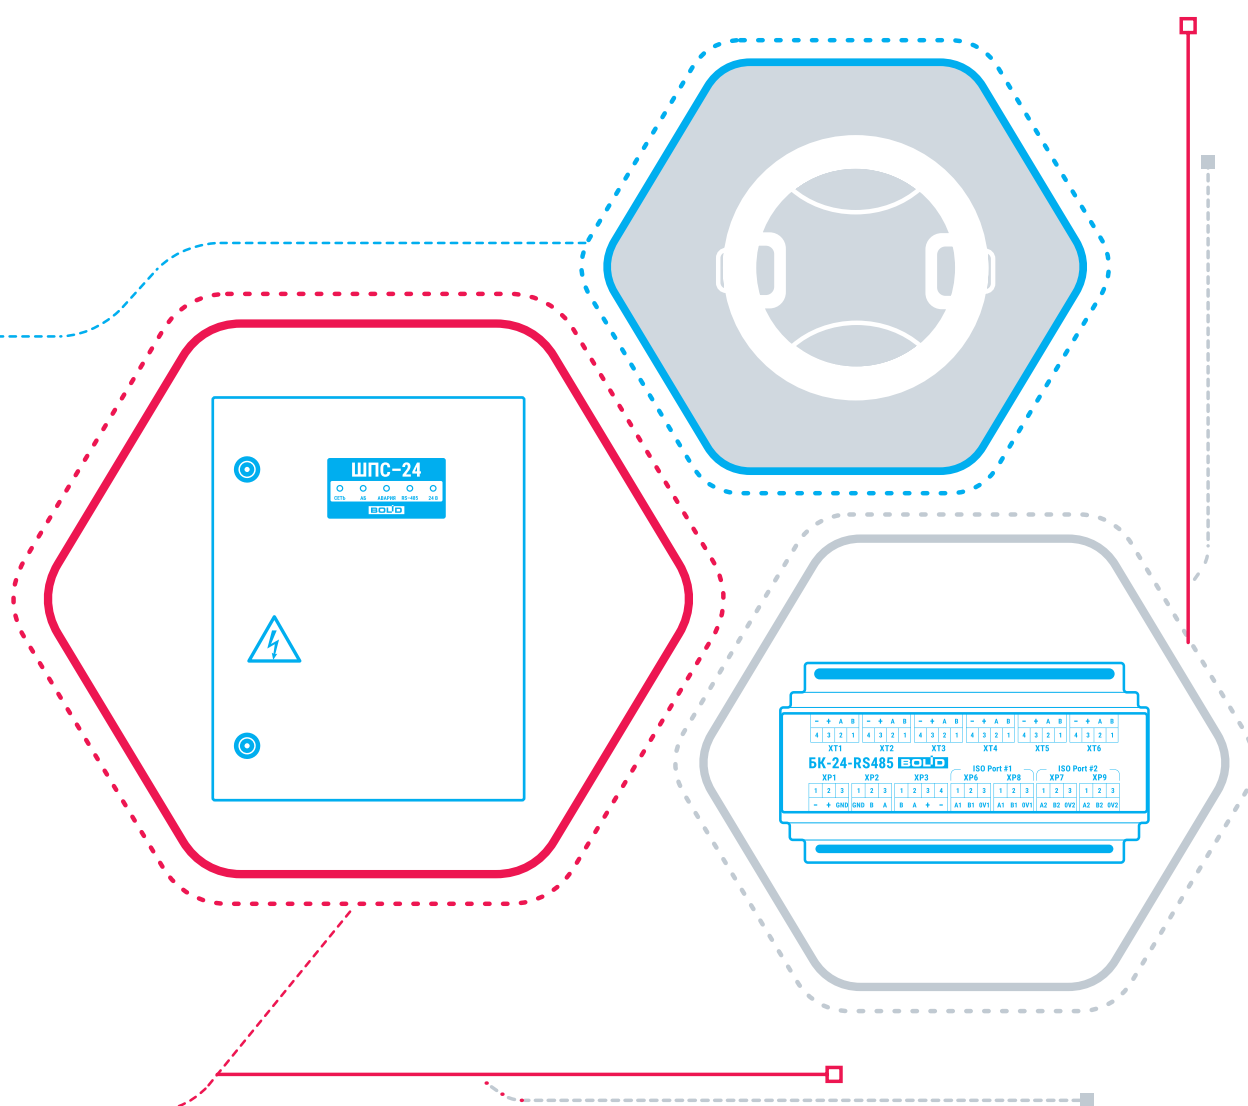 ШПС-24
СЕТЬ АБ АВАРИЯ RS-485 24 В
BOLID
− + A B − + A B − + A B − + A B − + A B − + A B
4 3 2 1 4 3 2 1 4 3 2 1 4 3 2 1 4 3 2 1 4 3 2 1
XT1 XT2 XT3 XT4 XT5 XT6
БК-24-RS485 BOLID
ISO Port #1 ISO Port #2
XP1 XP2 XP3 XP6 XP8 XP7 XP9
1 2 3 1 2 3 1 2 3 4 1 2 3 1 2 3 1 2 3 1 2 3
− + GND GND B A B A + − A1 B1 0V1 A1 B1 0V1 A2 B2 0V2 A2 B2 0V2